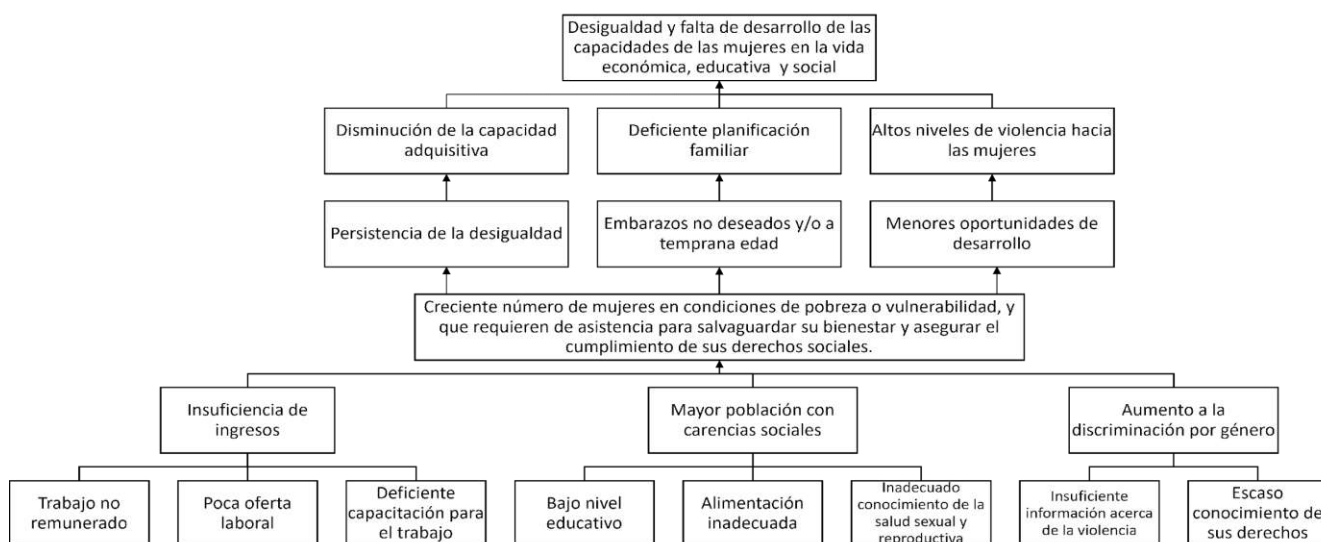 Desigualdad y falta de desarrollo de las
capacidades de las mujeres en la vida
económica, educativa y social
Disminución de la capacidad
adquisitiva
Deficiente planificación
familiar
Altos niveles de violencia hacia
las mujeres
Persistencia de la desigualdad
Embarazos no deseados y/o a
temprana edad
Menores oportunidades de
desarrollo
Creciente número de mujeres en condiciones de pobreza o vulnerabilidad, y
que requieren de asistencia para salvaguardar su bienestar y asegurar el
cumplimiento de sus derechos sociales.
Insuficiencia de
ingresos
Mayor población con
carencias sociales
Aumento a la
discriminación por género
Trabajo no
remunerado
Poca oferta
laboral
Deficiente
capacitación para
el trabajo
Bajo nivel
educativo
Alimentación
inadecuada
Inadecuado
conocimiento de la
salud sexual y
reproductiva
Insuficiente
información acerca
de la violencia
Escaso
conocimiento de
sus derechos